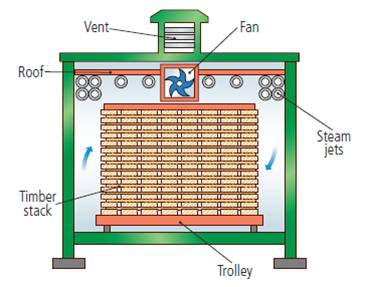 Vent
Fan
Roof
Steam
jets
Timber
stack
Trolley